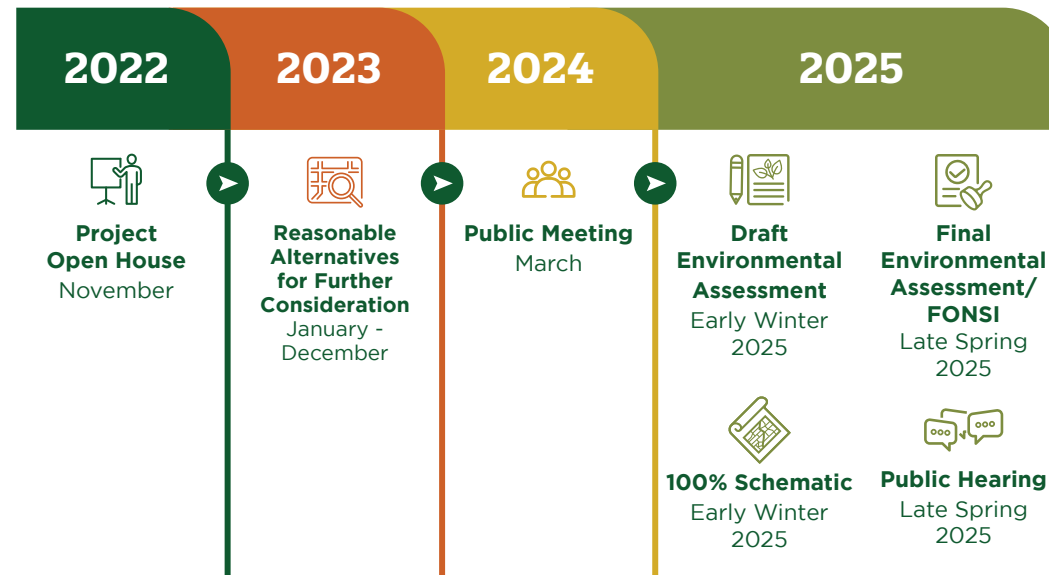 2022
2023
2024
2025
Project
Open House
November
Reasonable
Alternatives
for Further
Consideration
January -
December
Public Meeting
March
Draft
Environmental
Assessment
Early Winter
2025
Final
Environmental
Assessment/
FONSI
Late Spring
2025
100% Schematic
Early Winter
2025
Public Hearing
Late Spring
2025